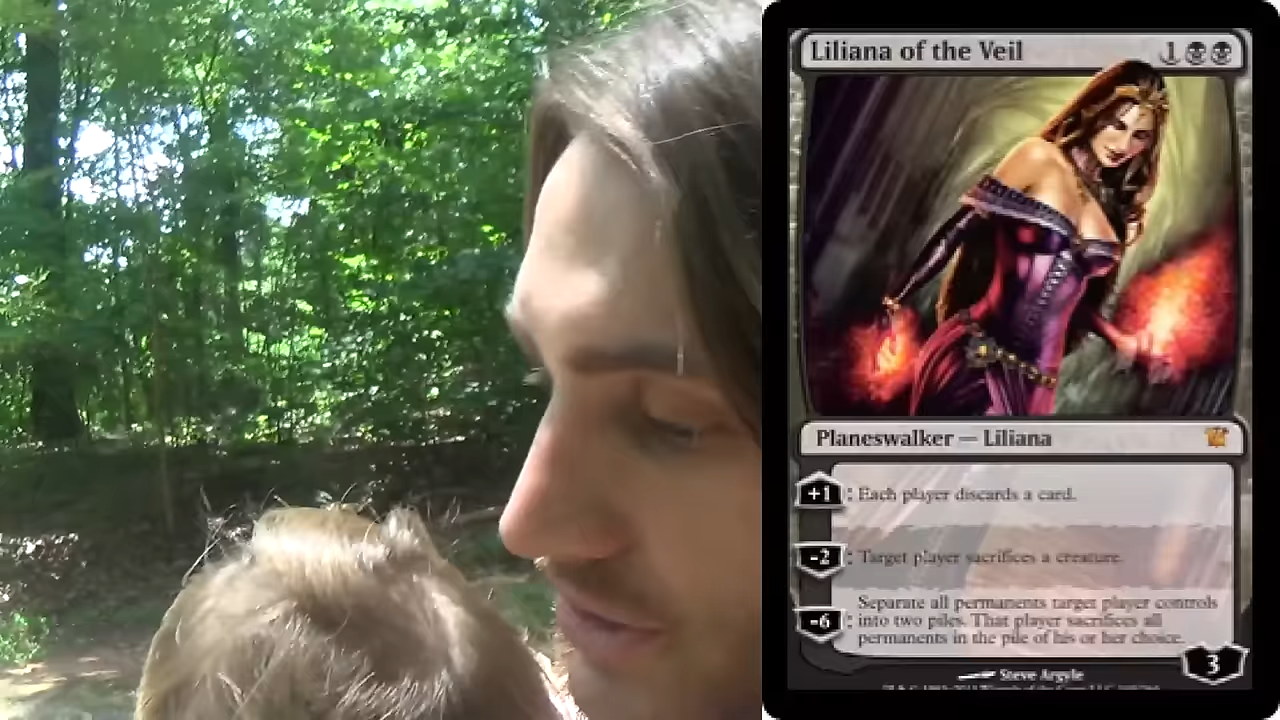 Liliana of the Veil 1
Planeswalker — Liliana
+1 : Each player discards a card.
-2 : Target player sacrifices a creature.
Separate all permanents target player controls
-6 : into two piles. That player sacrifices all
permanents in the pile of his or her choice.
3
Steve Argyle